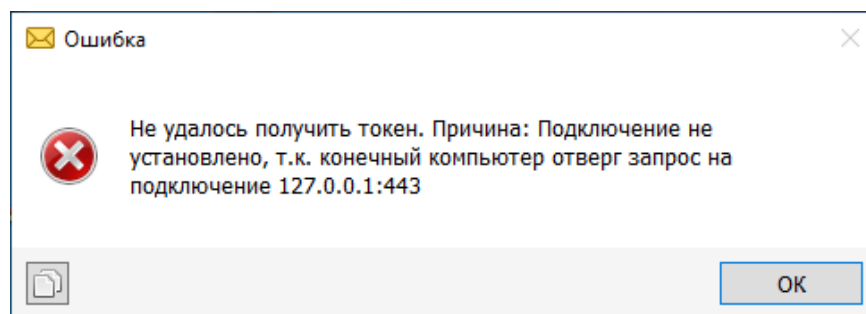 Ошибка
Не удалось получить токен. Причина: Подключение не
установлено, т.к. конечный компьютер отверг запрос на
подключение 127.0.0.1:443
ОК